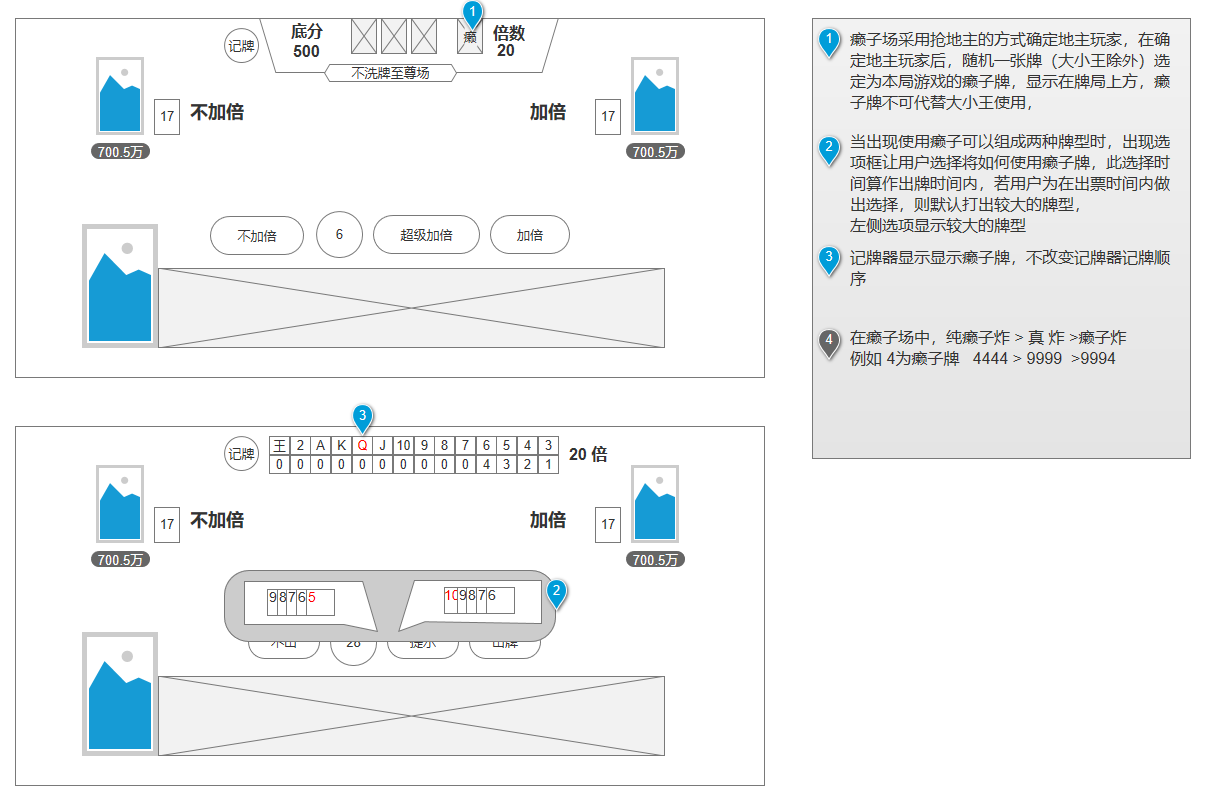 1
记牌
底分
500
癞
倍数
20
不洗牌至尊场
17
不加倍
加倍
17
700.5万
700.5万
不加倍
6
超级加倍
加倍
3
记牌
王 2 A K Q J 10 9 8 7 6 5 4 3
0 0 0 0 0 0 0 0 0 0 4 3 2 1
20 倍
17
不加倍
加倍
17
700.5万
700.5万
98765
109876
2
不出
28
提示
出牌
1
癞子场采用抢地主的方式确定地主玩家，在确
定地主玩家后，随机一张牌（大小王除外）选
定为本局游戏的癞子牌，显示在牌局上方，癞
子牌不可代替大小王使用，
2
当出现使用癞子可以组成两种牌型时，出现选
项框让用户选择将如何使用癞子牌，此选择时
间算作出牌时间内，若用户为在出票时间内做
出选择，则默认打出较大的牌型，
左侧选项显示较大的牌型
3
记牌器显示显示癞子牌，不改变记牌器记牌顺
序
4
在癞子场中，纯癞子炸 > 真 炸 >癞子炸
例如 4为癞子牌 4444 > 9999 >9994